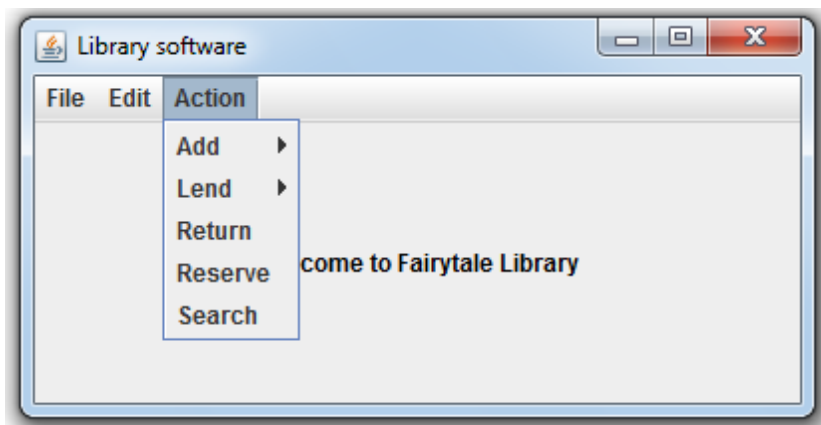 Library software
File Edit Action
Add
Lend
Return
Reserve
come to Fairytale Library
Search